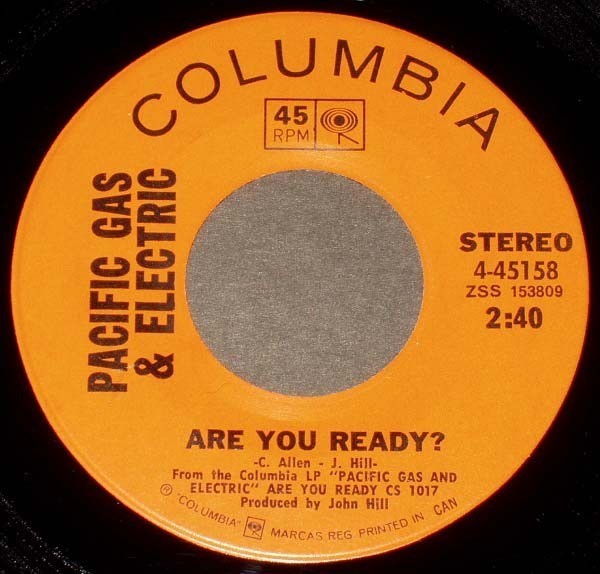 COLUMBIA
45
RPM
PACIFIC GAS
& ELECTRIC
STEREO
4-45158
ZSS 153809
2:40
ARE YOU READY?
-C. Allen - J. Hill-
From the Columbia LP "PACIFIC GAS AND
ELECTRIC" ARE YOU READY CS 1017
Produced by John Hill
℗ "COLUMBIA" MARCAS REG PRINTED IN CAN